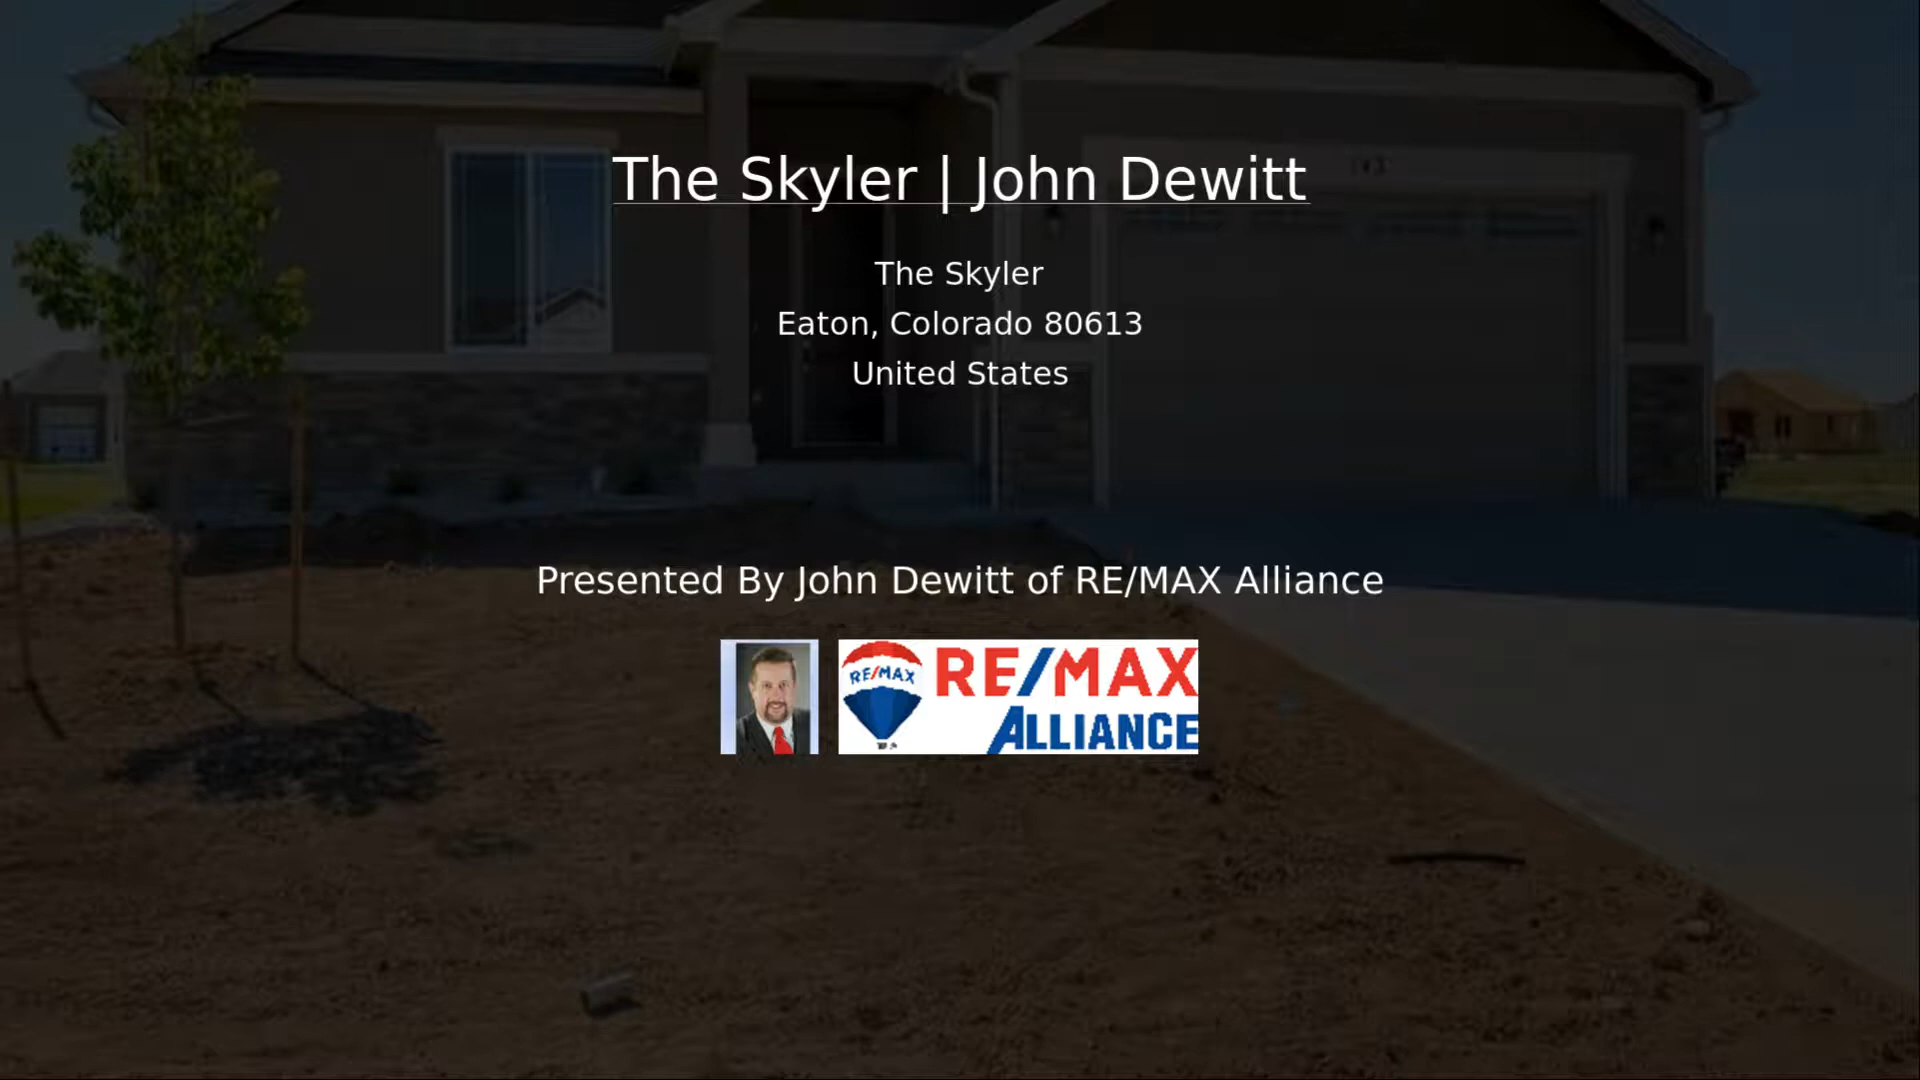 The Skyler | John Dewitt
The Skyler
Eaton, Colorado 80613
United States
Presented By John Dewitt of RE/MAX Alliance
RE/MAX
RE/MAX
ALLIANCE